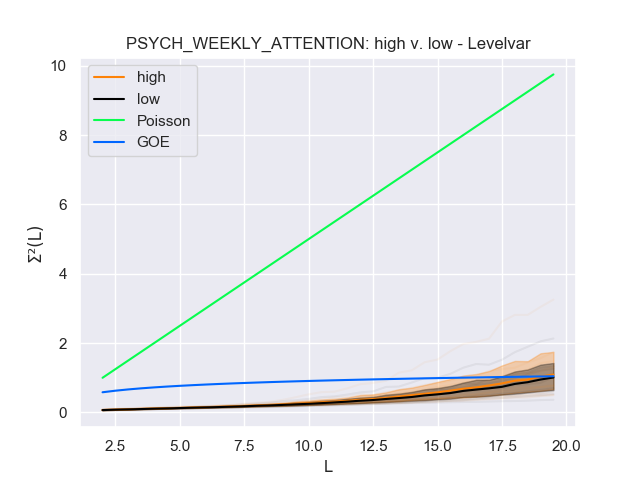 PSYCH_WEEKLY_ATTENTION: high v. low - Levelvar
high
low
Poisson
GOE
Σ²(L)
10
8
6
4
2
0
2.5 5.0 7.5 10.0 12.5 15.0 17.5 20.0
L